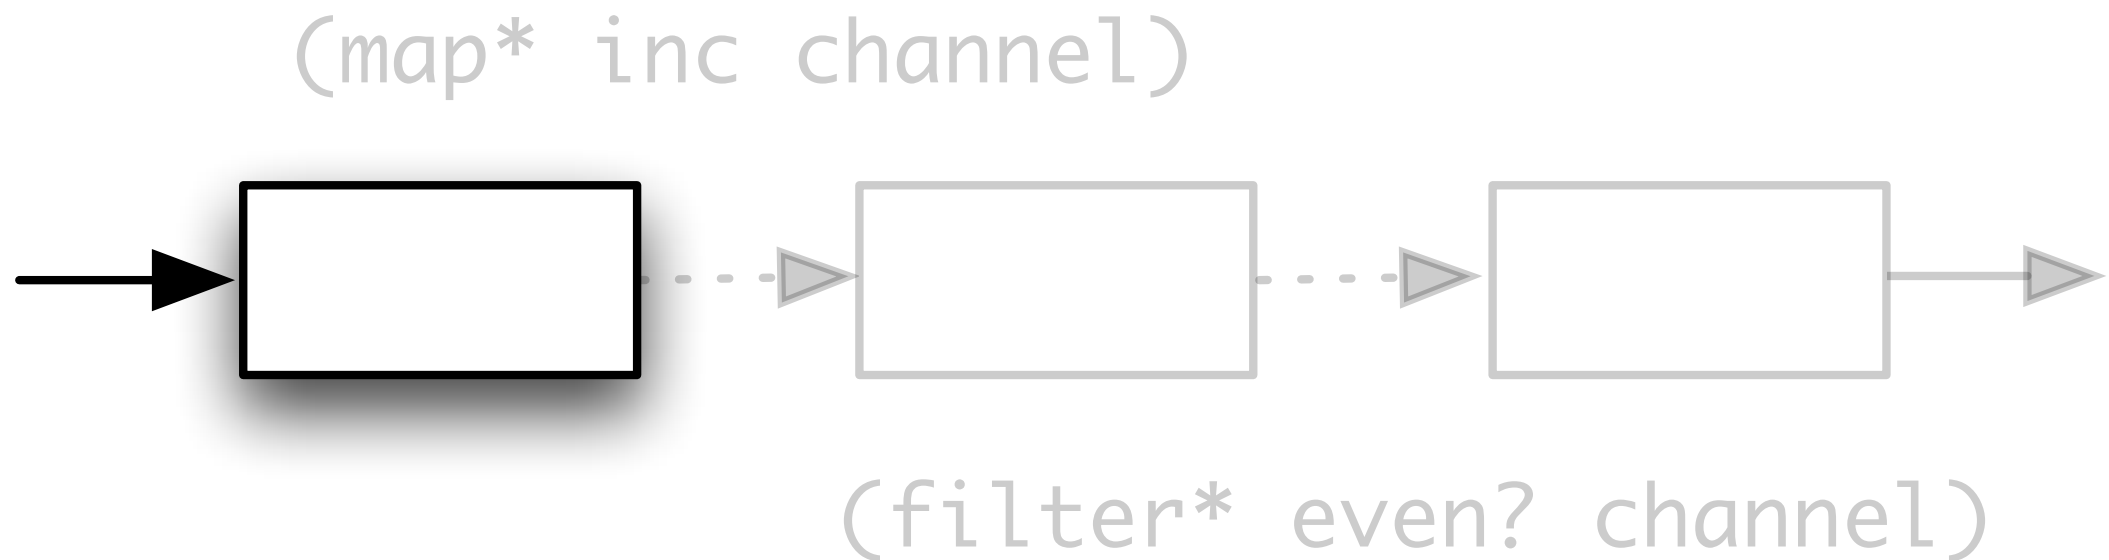 (map* inc channel)
(filter* even? channel)